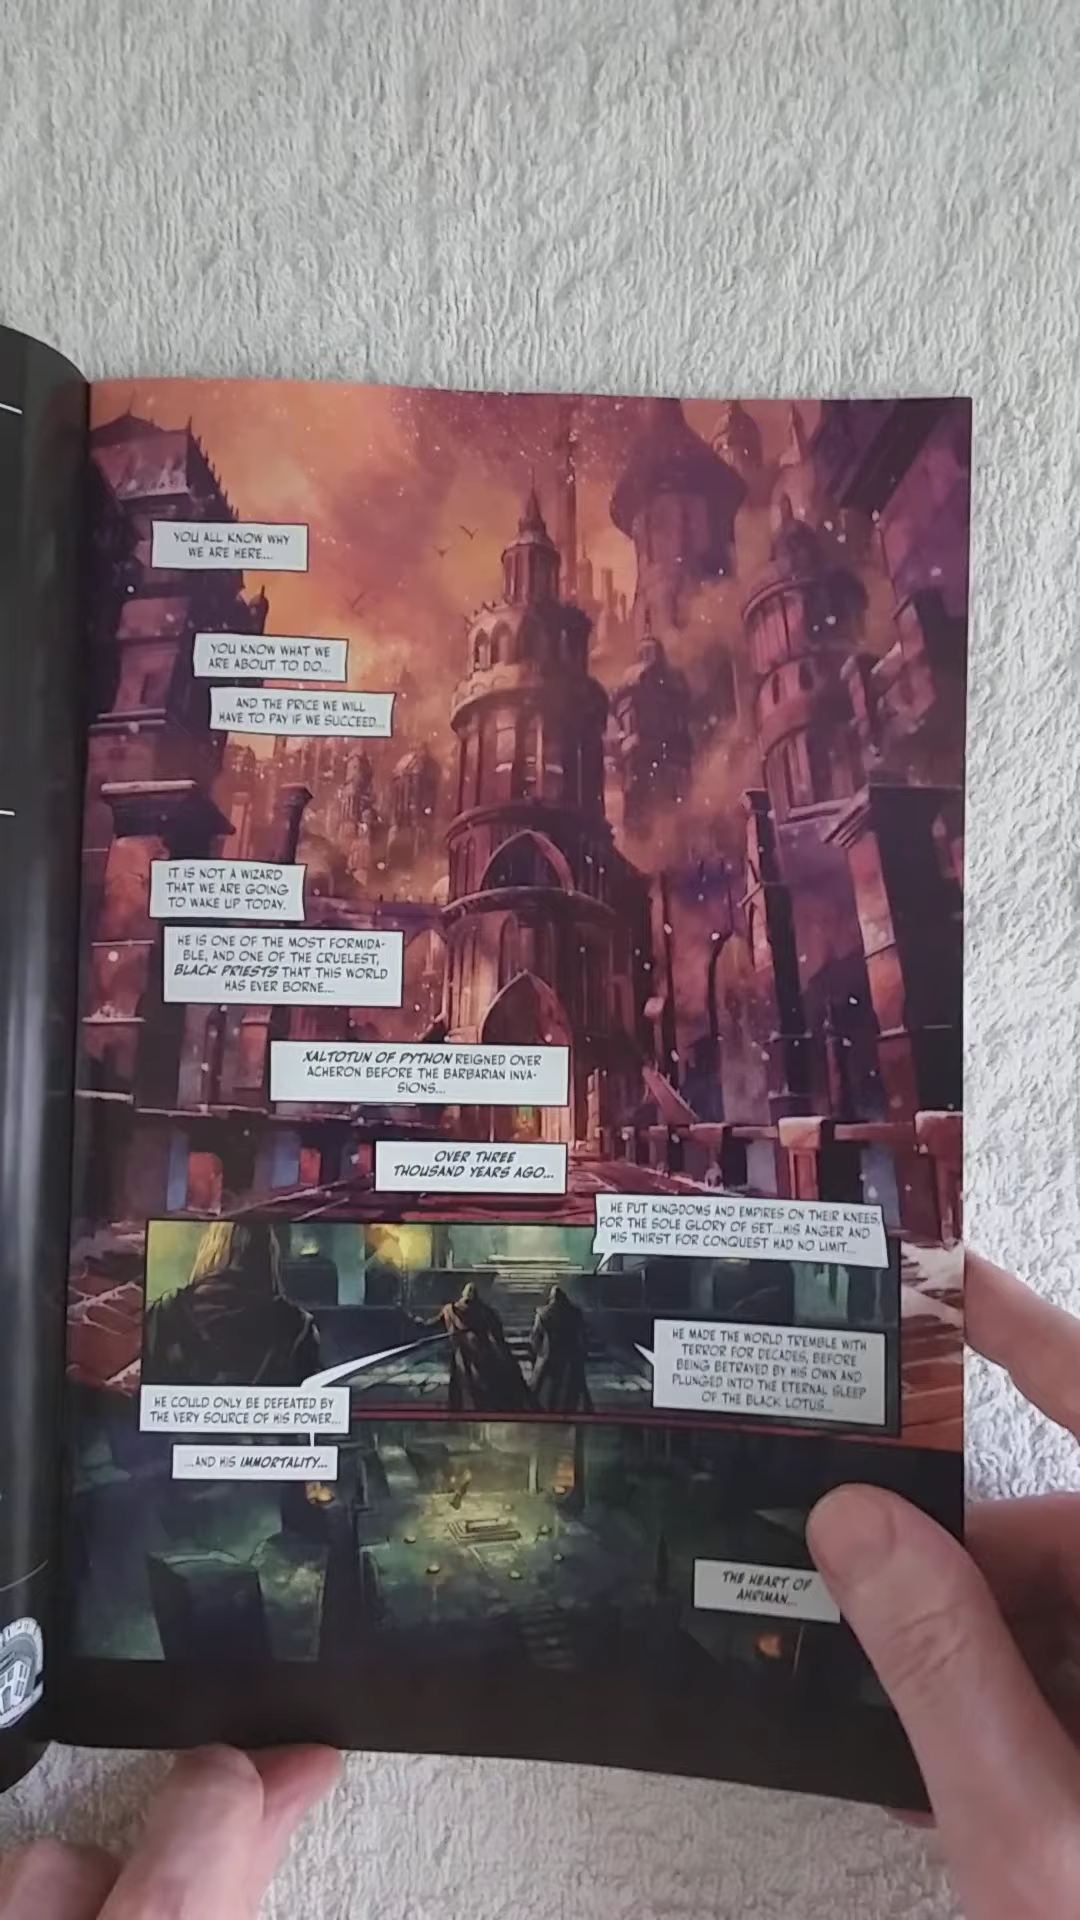 YOU ALL KNOW WHY
WE ARE HERE...
YOU KNOW WHAT WE
ARE ABOUT TO DO...
AND THE PRICE WE WILL
HAVE TO PAY IF WE SUCCEED...
IT IS NOT A WIZARD
THAT WE ARE GOING
TO WAKE UP TODAY.
HE IS ONE OF THE MOST FORMIDA-
BLE, AND ONE OF THE CRUELEST,
BLACK PRIESTS THAT THIS WORLD
HAS EVER BORNE...
XALTOTUN OF PYTHON REIGNED OVER
ACHERON BEFORE THE BARBARIAN INVA-
SIONS...
OVER THREE
THOUSAND YEARS AGO...
HE PUT KINGDOMS AND EMPIRES ON THEIR KNEES,
FOR THE SOLE GLORY OF SET...HIS ANGER AND
HIS THIRST FOR CONQUEST HAD NO LIMIT...
HE MADE THE WORLD TREMBLE WITH
TERROR FOR DECADES, BEFORE
BEING BETRAYED BY HIS OWN AND
PLUNGED INTO THE ETERNAL SLEEP
OF THE BLACK LOTUS...
HE COULD ONLY BE DEFEATED BY
THE VERY SOURCE OF HIS POWER...
...AND HIS IMMORTALITY...
THE HEART OF
AHRIMAN...